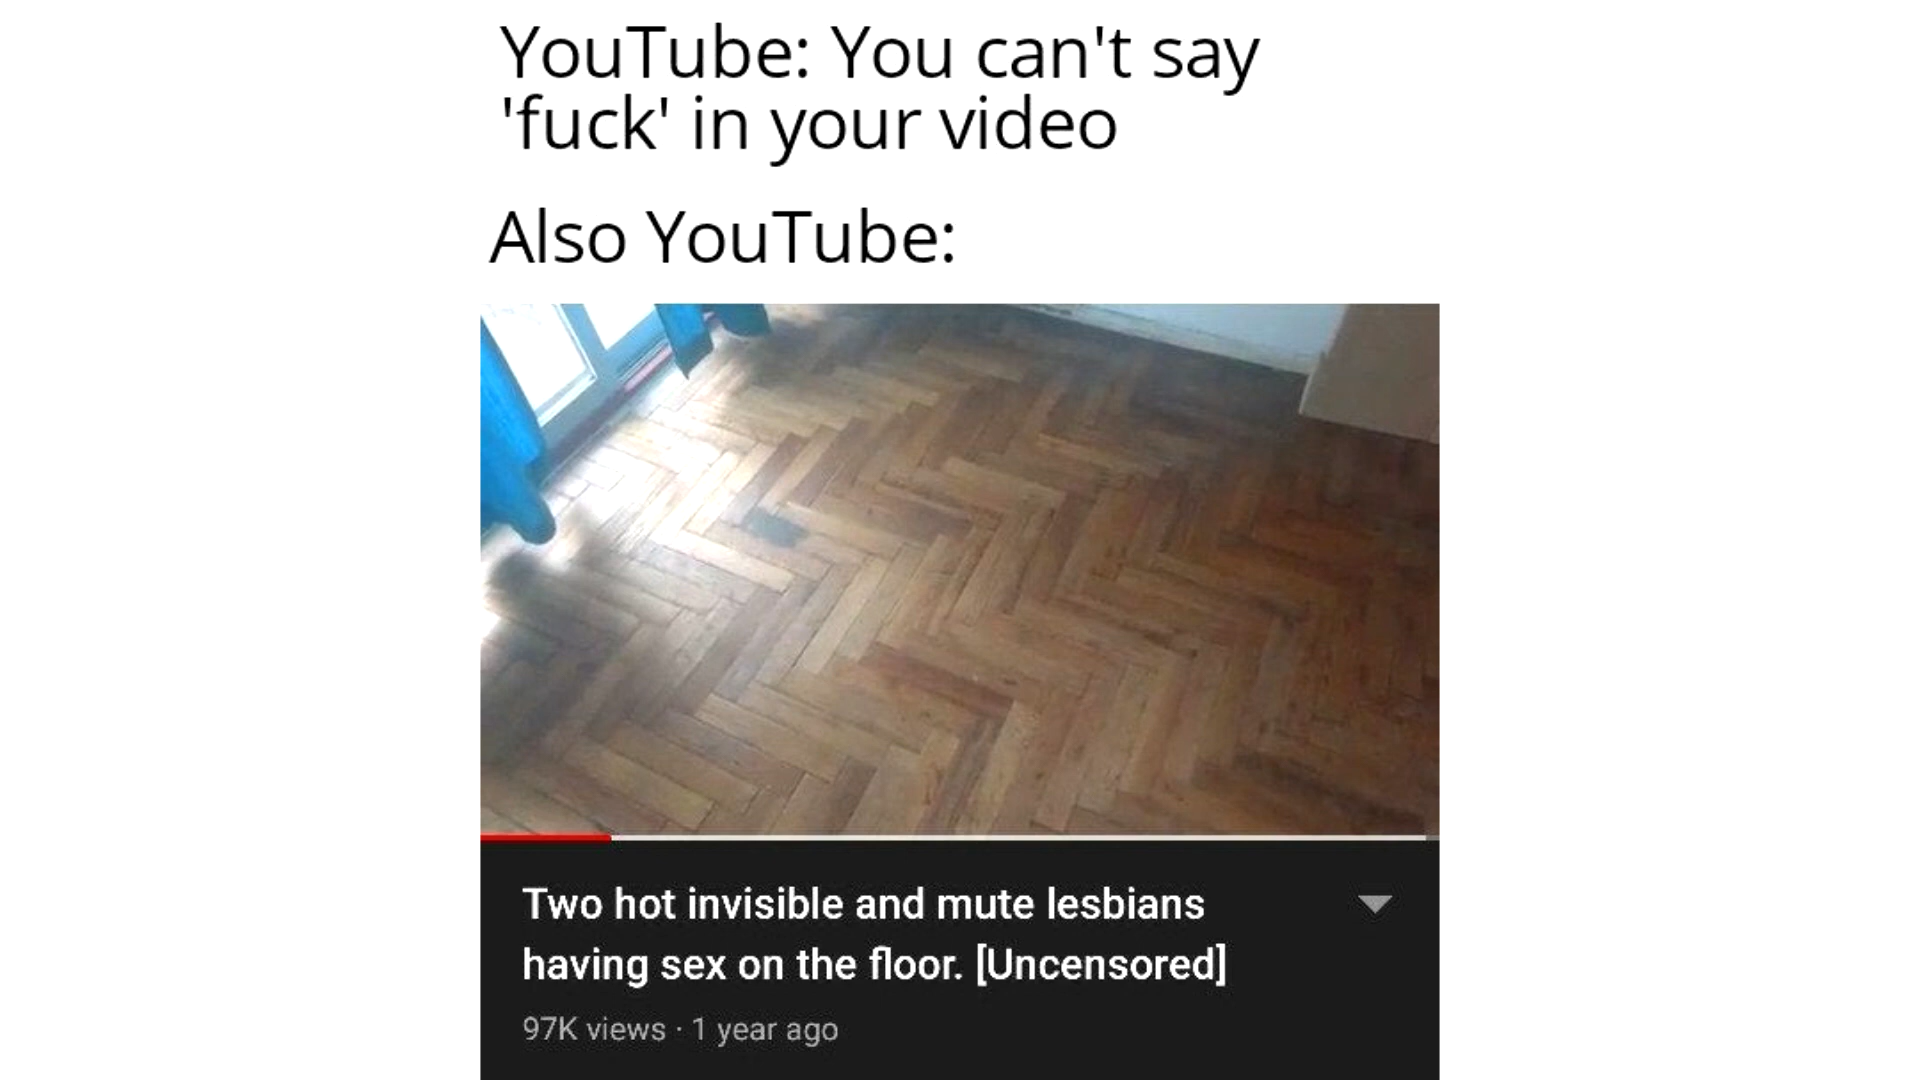 YouTube: You can't say
'fuck' in your video
Also YouTube:
Two hot invisible and mute lesbians
having sex on the floor. [Uncensored]
97K views · 1 year ago